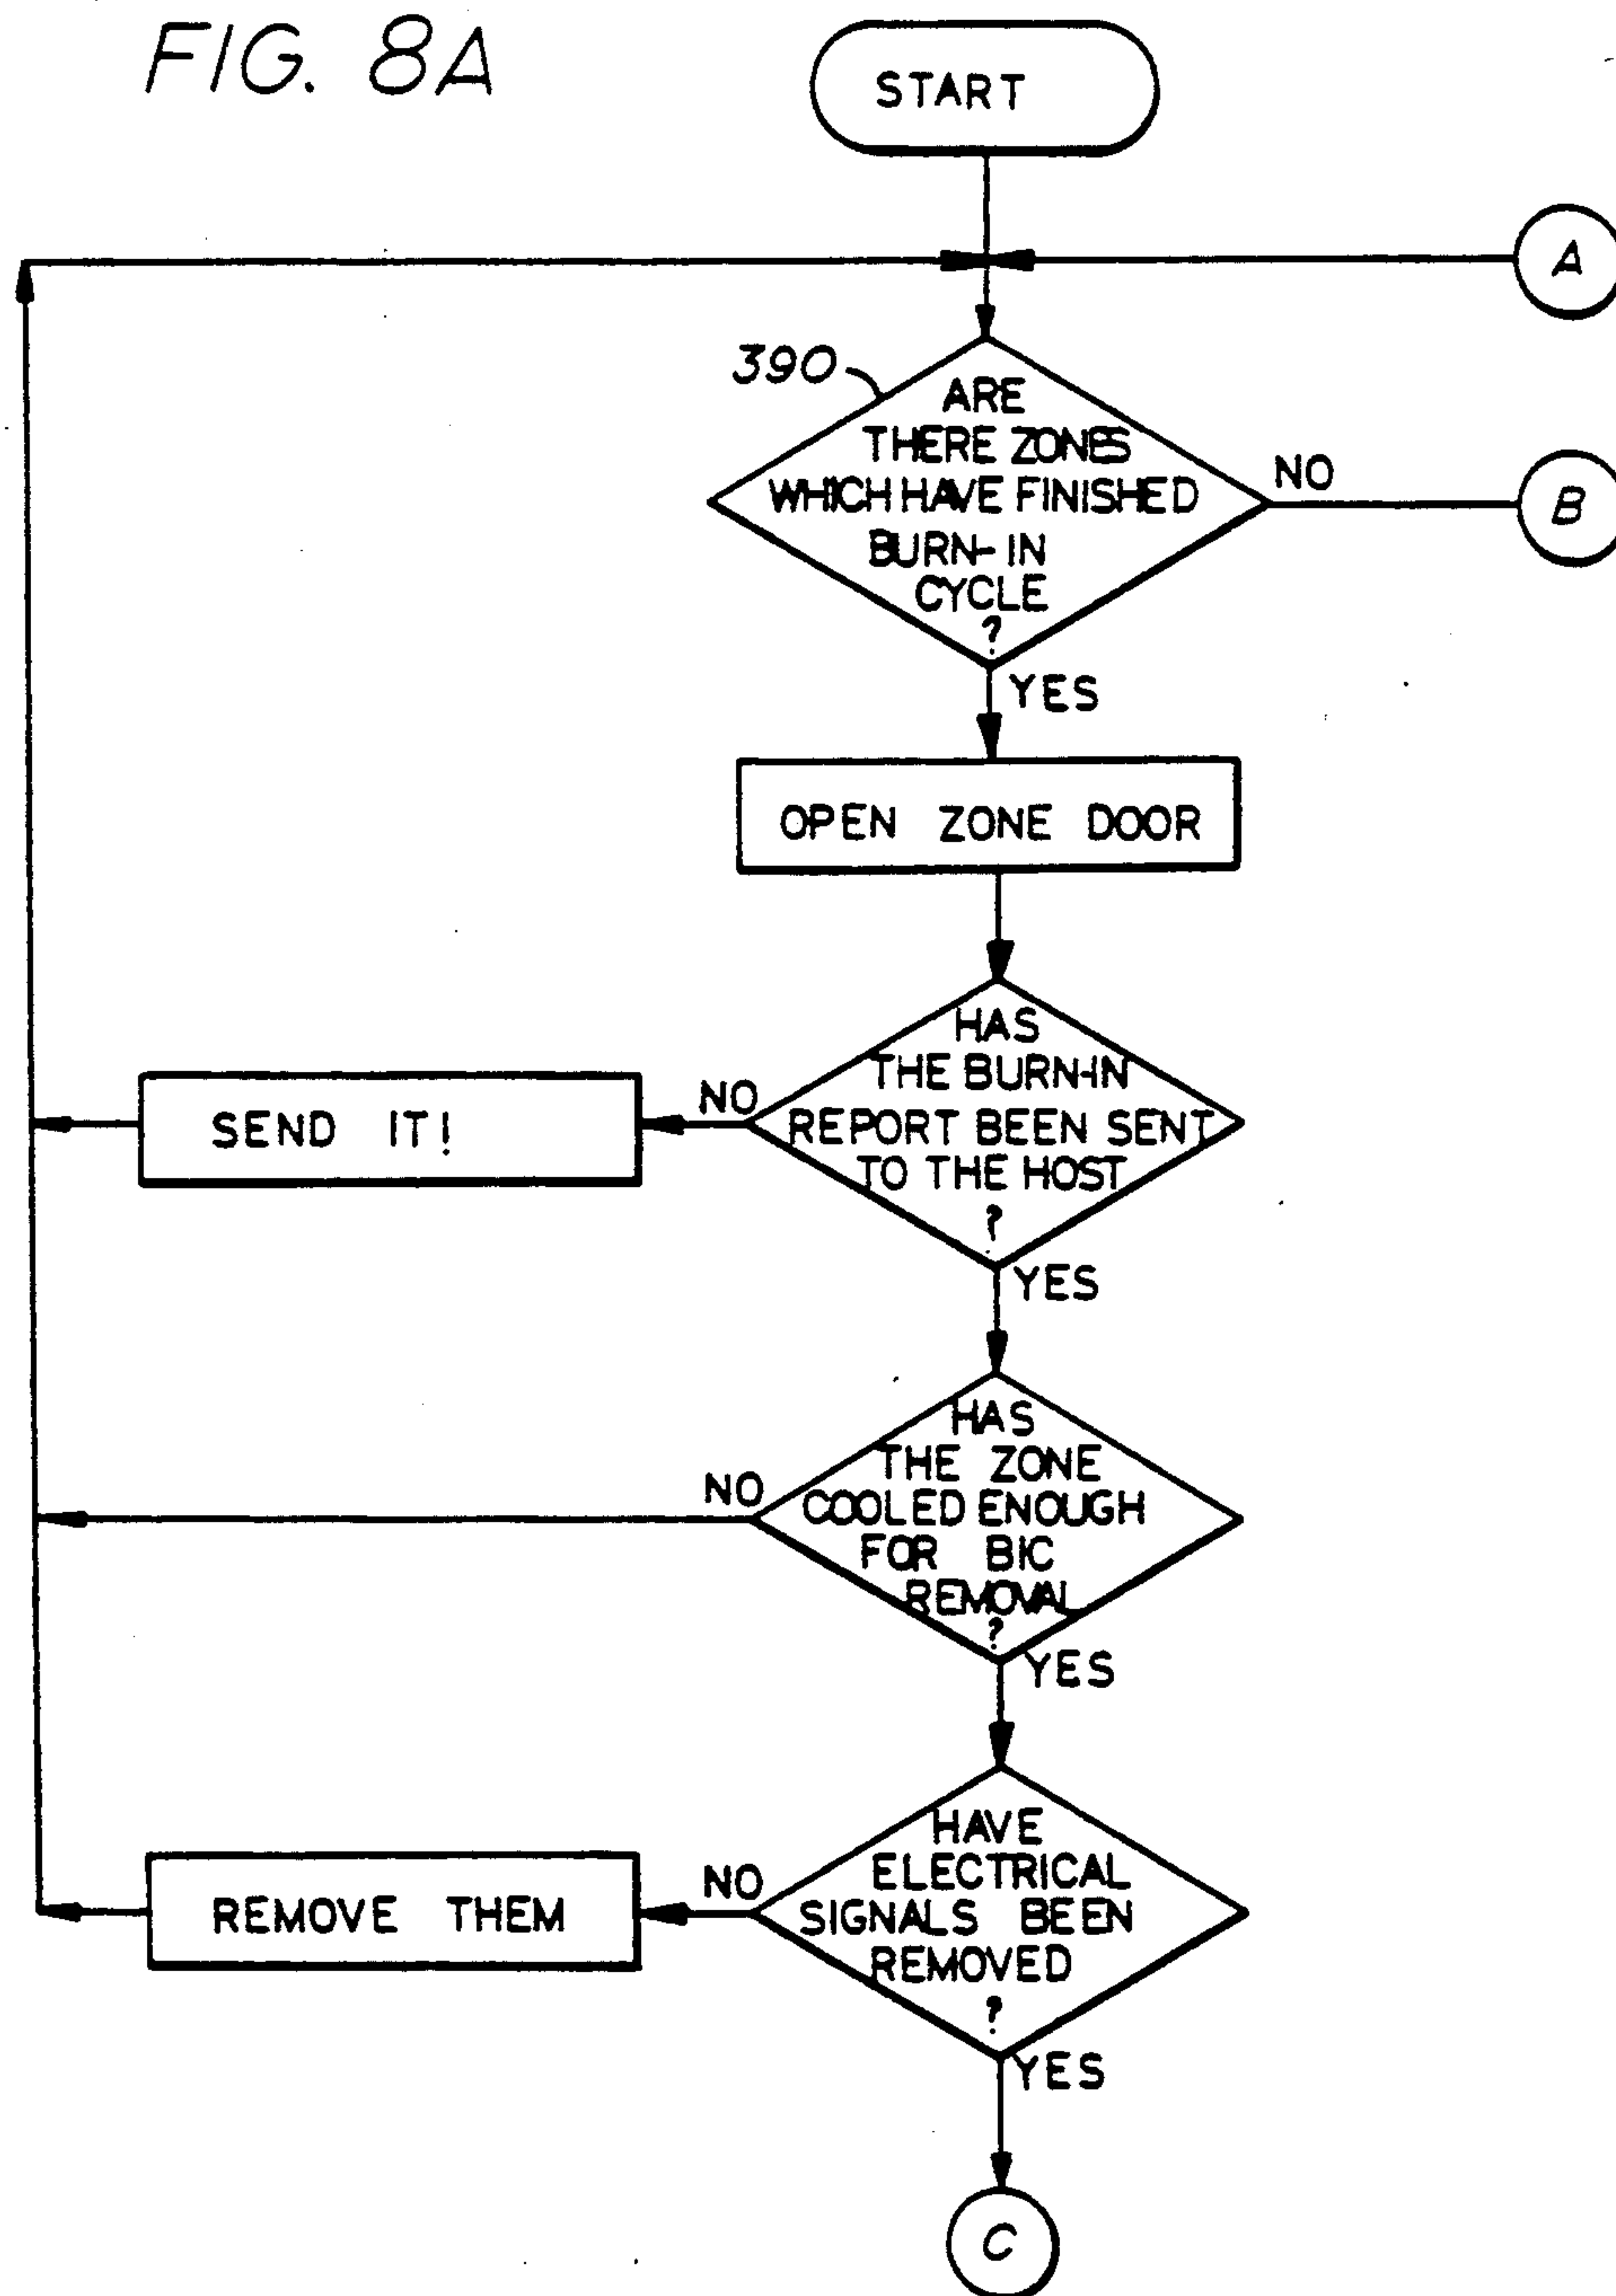 FIG. 8A
START
A
390
ARE
THERE ZONES
WHICH HAVE FINISHED
BURN-IN
CYCLE
?
NO
B
YES
OPEN ZONE DOOR
HAS
THE BURN-IN
REPORT BEEN SENT
TO THE HOST
?
NO
SEND IT!
YES
HAS
THE ZONE
COOLED ENOUGH
FOR BIC
REMOVAL
?
NO
YES
HAVE
ELECTRICAL
SIGNALS BEEN
REMOVED
?
NO
REMOVE THEM
YES
C